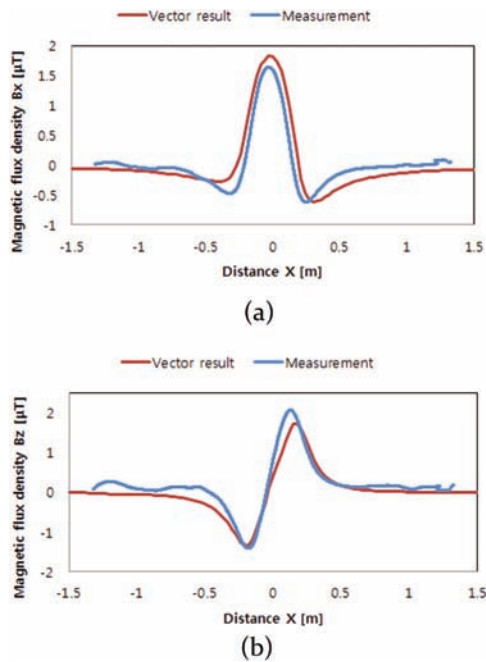 Vector result Measurement
Magnetic flux density Bx [µT]
2
1.5
1
0.5
0
-0.5
-1
-1.5 -1 -0.5 0 0.5 1 1.5
Distance X [m]
(a)
Vector result Measurement
Magnetic flux density Bz [µT]
2
1
0
-1
-2
-1.5 -1 -0.5 0 0.5 1 1.5
Distance X [m]
(b)